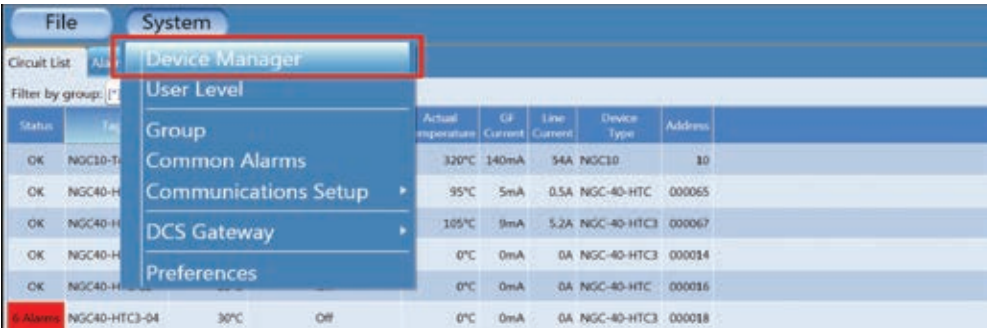 File System
Circuit List Device Manager
Filter by group: User Level
Status Actual GF Line Device Address
Current Current Type
Group
OK 320°C 140mA 54A NGC10 10
Common Alarms
OK NGC40-H Communications Setup 95°C 5mA 0.5A NGC-40-HTC 000065
OK NGC40-H DCS Gateway 105°C 9mA 5.2A NGC-40-HTC3 000067
OK NGC40-H 0°C 0mA 0A NGC-40-HTC3 000014
Preferences
OK 0°C 0mA 0A NGC-40-HTC 000016
6 Alarms NGC40-HTC3-04 30°C Off 0°C 0mA 0A NGC-40-HTC3 000018